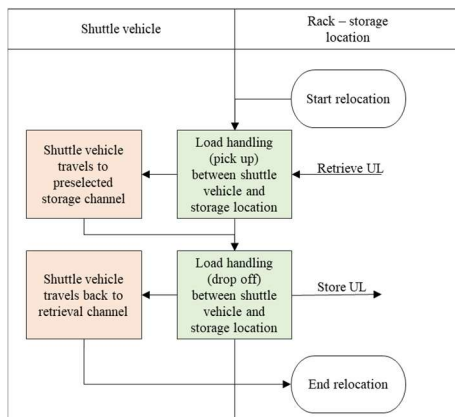 Shuttle vehicle
Rack – storage
location
Start relocation
Shuttle vehicle
travels to
preselected
storage channel
Load handling
(pick up)
between shuttle
vehicle and
storage location
Retrieve UL
Shuttle vehicle
travels back to
retrieval channel
Load handling
(drop off)
between shuttle
vehicle and
storage location
Store UL
End relocation